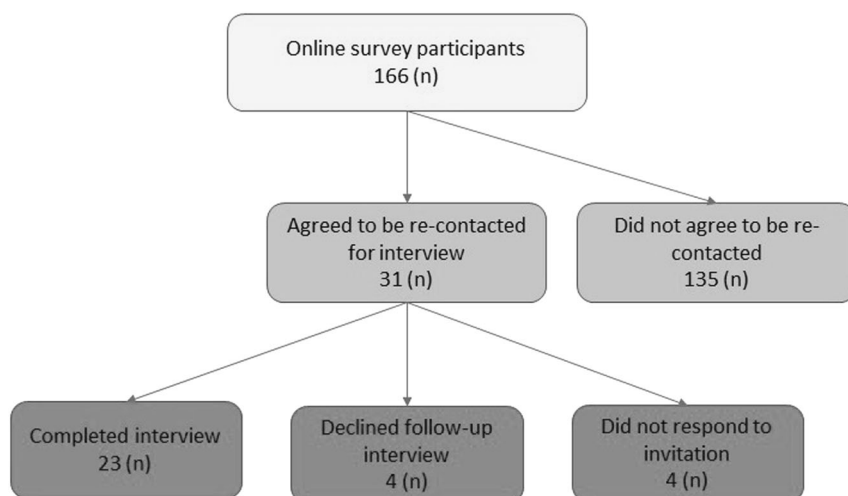 Online survey participants
166 (n)
Agreed to be re-contacted
for interview
31 (n)
Did not agree to be re-
contacted
135 (n)
Completed interview
23 (n)
Declined follow-up
interview
4 (n)
Did not respond to
invitation
4 (n)